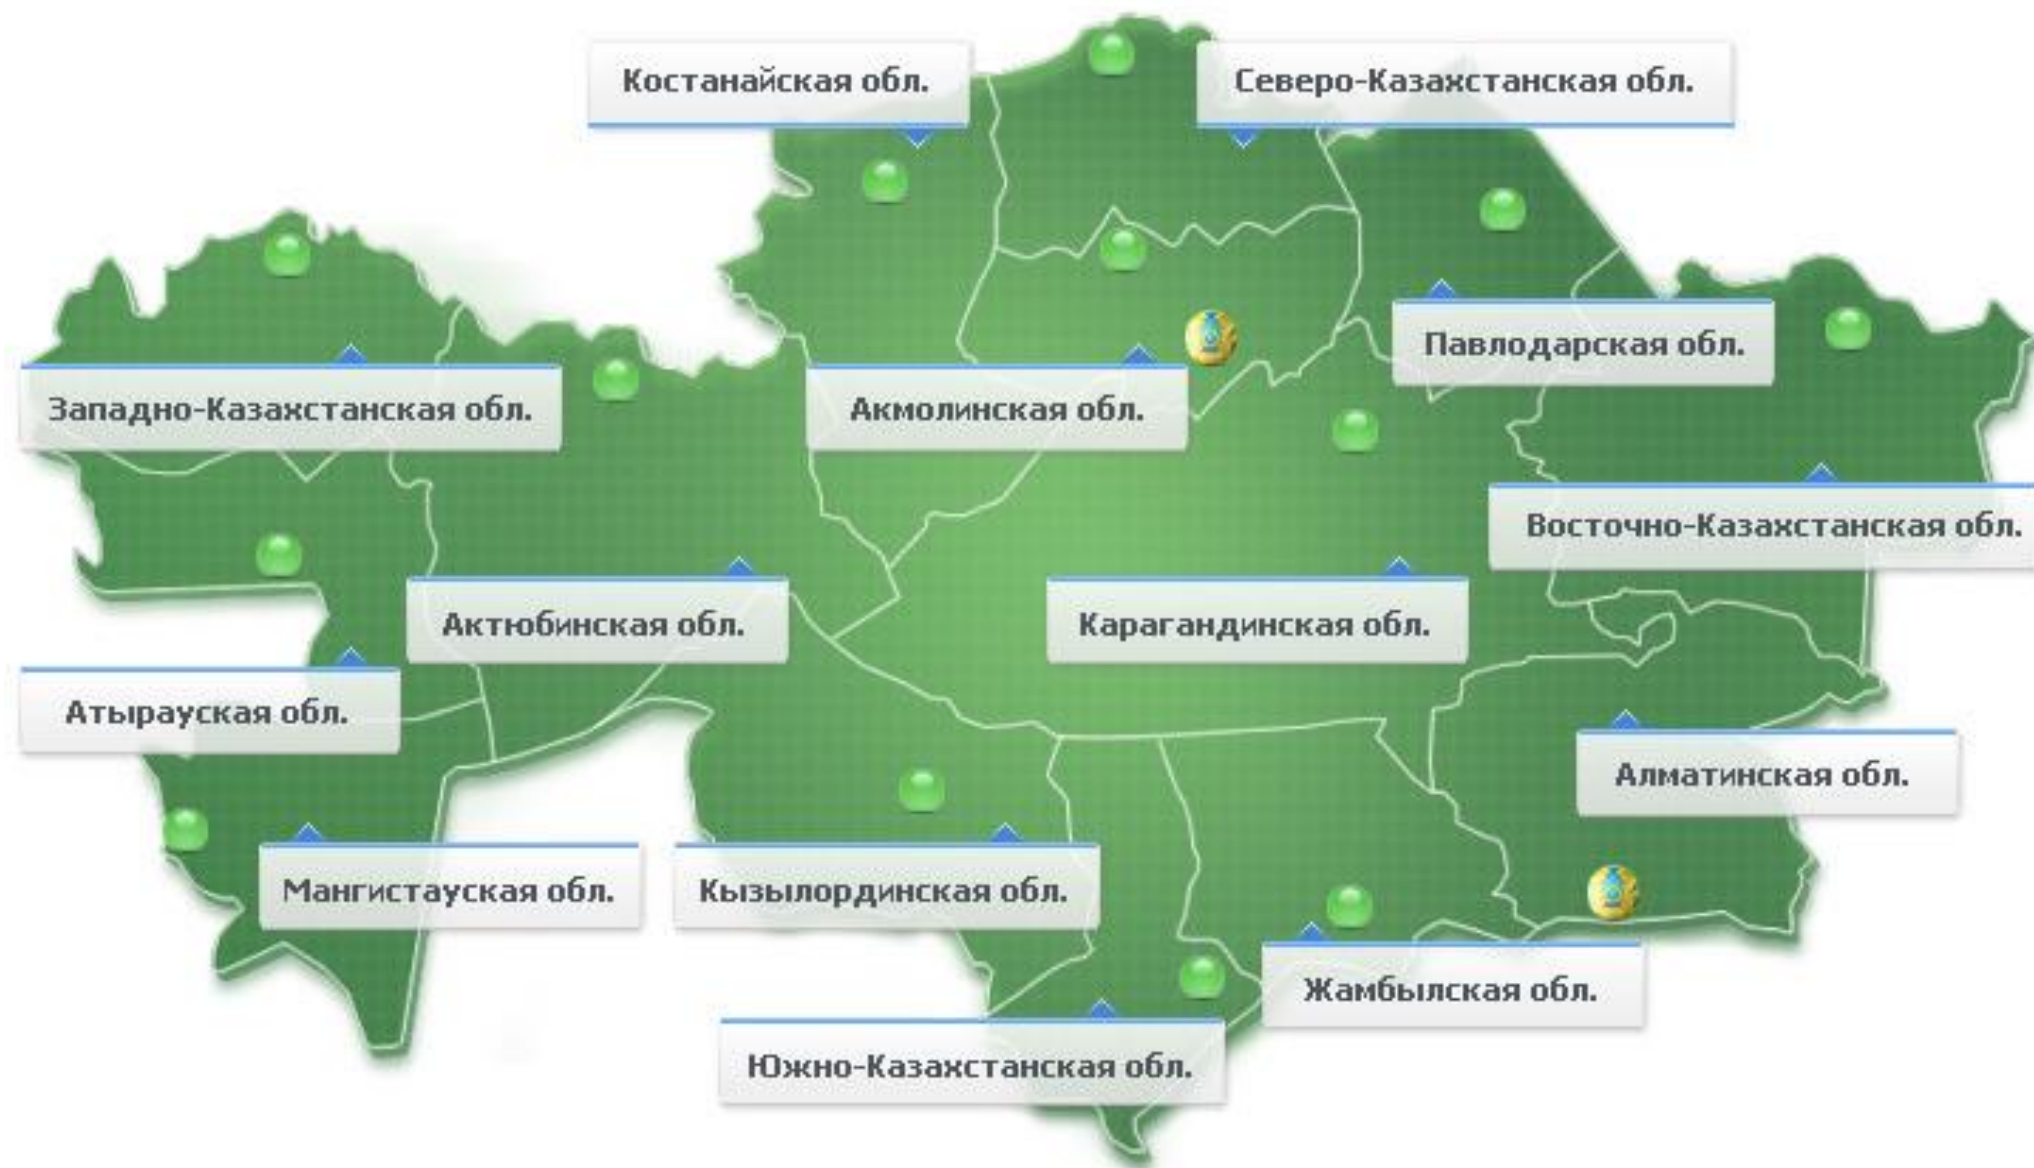 Костанайская обл.
Северо-Казахстанская обл.
Павлодарская обл.
Западно-Казахстанская обл.
Акмолинская обл.
Восточно-Казахстанская обл.
Актюбинская обл.
Карагандинская обл.
Атырауская обл.
Алматинская обл.
Мангистауская обл.
Кызылординская обл.
Жамбылская обл.
Южно-Казахстанская обл.